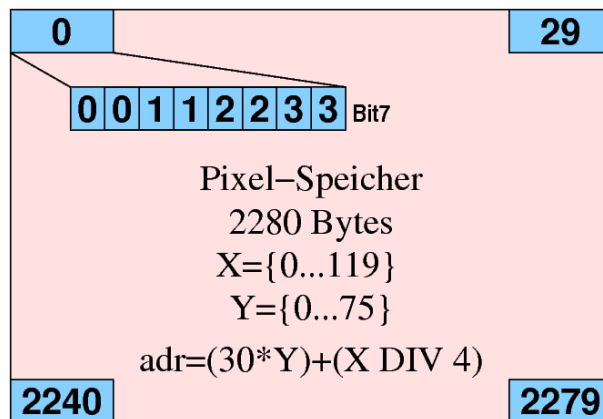 0 29
0 0 1 1 2 2 3 3 Bit7
Pixel–Speicher
2280 Bytes
X={0...119}
Y={0...75}
adr=(30*Y)+(X DIV 4)
2240 2279